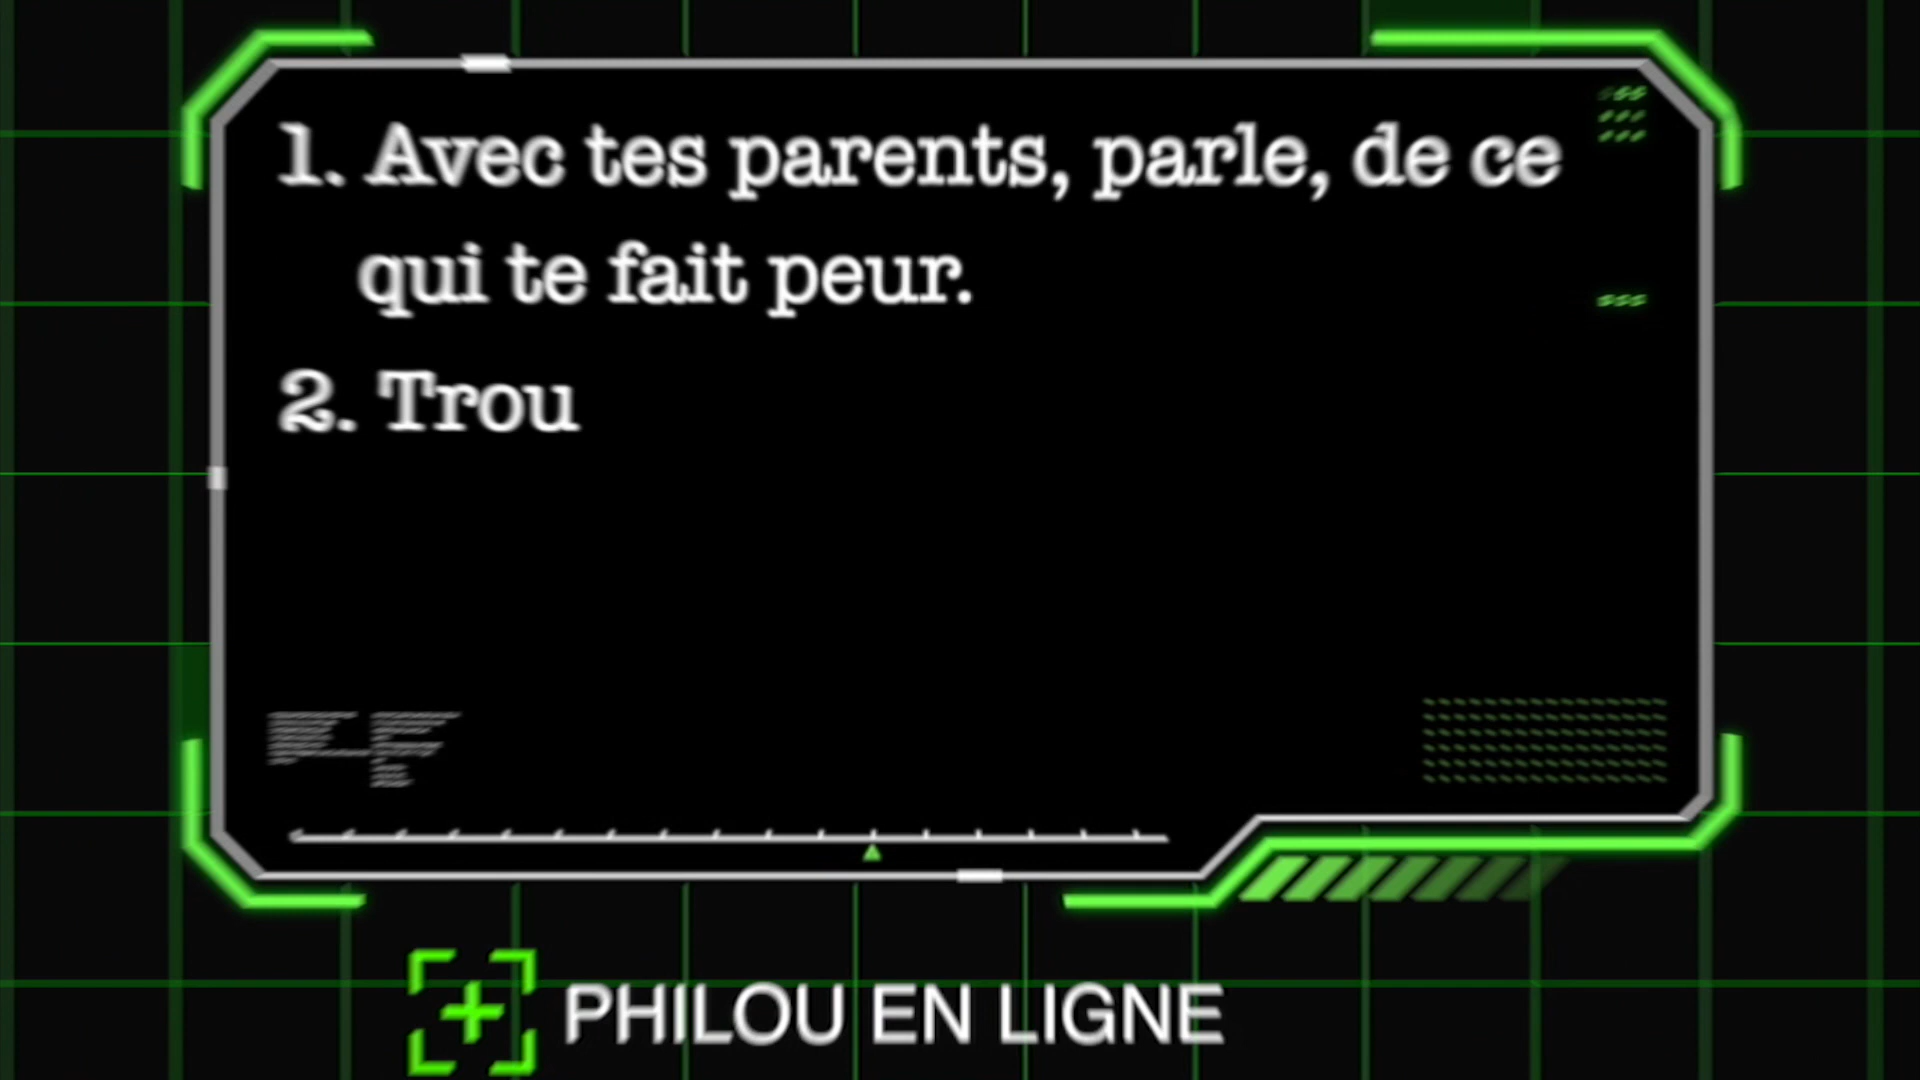 1. Avec tes parents, parle, de ce
qui te fait peur.
2. Trou
PHILOU EN LIGNE